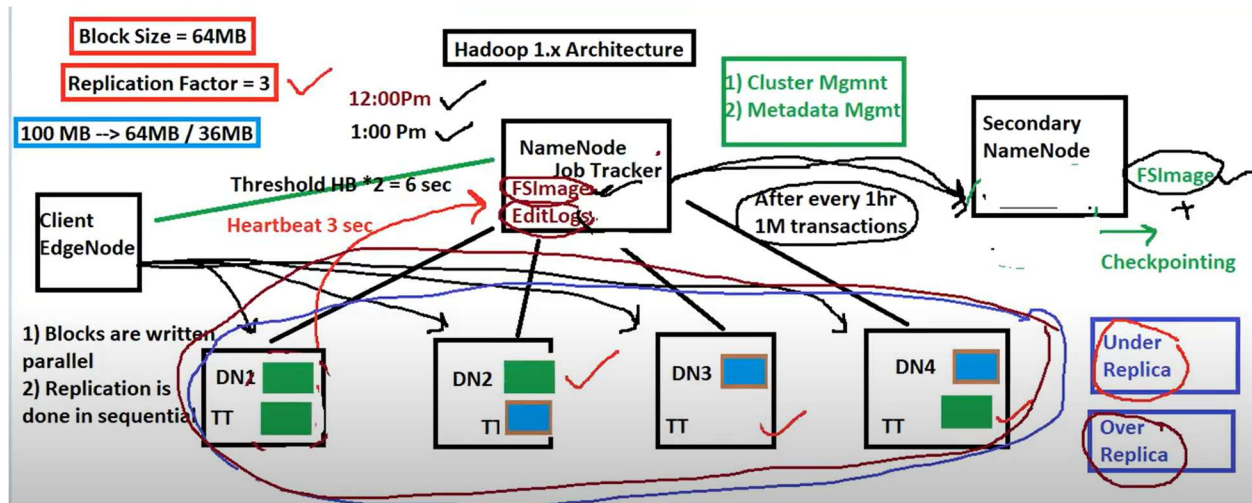 Block Size = 64MB
Hadoop 1.x Architecture
Replication Factor = 3
12:00Pm
1:00 Pm
100 MB --> 64MB / 36MB
1) Cluster Mgmnt
2) Metadata Mgmt
Secondary
NameNode
FSImage
NameNode
Job Tracker
FSImage
EditLogs
Threshold HB *2 = 6 sec
Heartbeat 3 sec
Client
EdgeNode
After every 1hr
1M transactions
Checkpointing
1) Blocks are written
parallel
2) Replication is
done in sequential
DN1
TT
DN2
TT
DN3
TT
DN4
TT
Under
Replica
Over
Replica